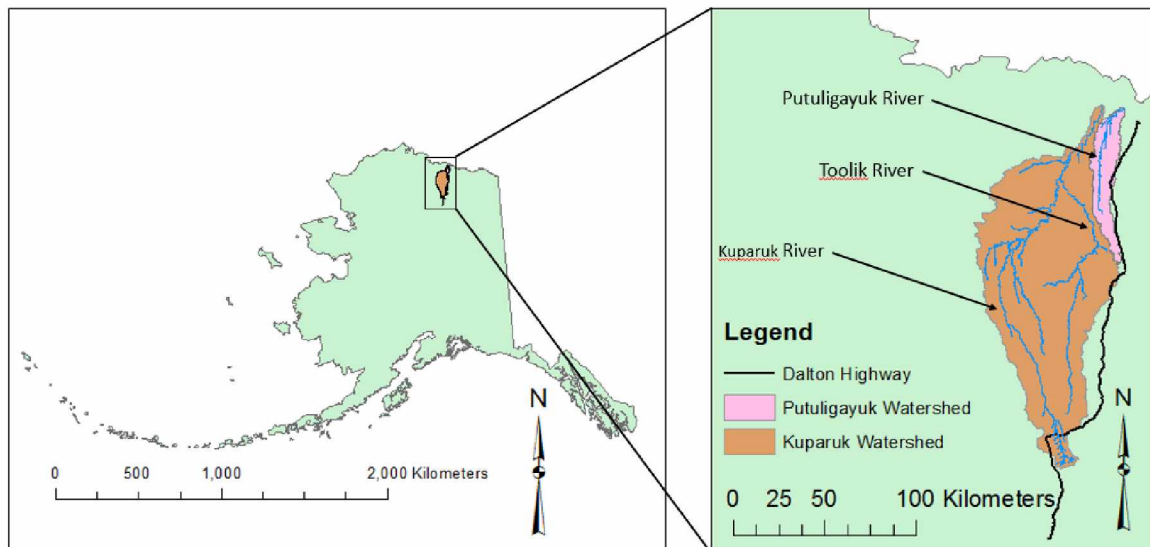 N
0 500 1,000 2,000 Kilometers
Putuligayuk River
Toolik River
Kuparuk River
Legend
Dalton Highway
Putuligayuk Watershed
Kuparuk Watershed
N
0 25 50 100 Kilometers